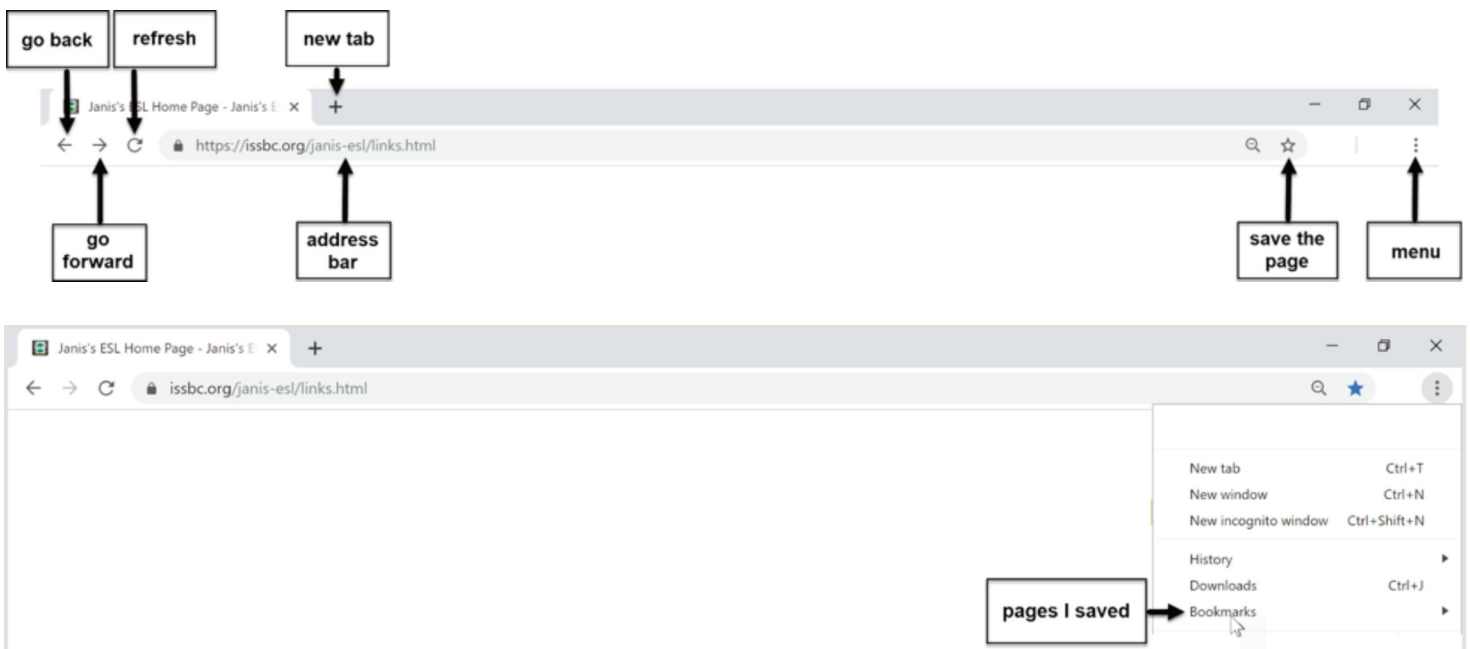 go back
refresh
new tab
Janis's ESL Home Page - Janis's E
https://issbc.org/janis-esl/links.html
go
forward
address
bar
save the
page
menu
Janis's ESL Home Page - Janis's E
issbc.org/janis-esl/links.html
New tab Ctrl+T
New window Ctrl+N
New incognito window Ctrl+Shift+N
History
Downloads Ctrl+J
pages I saved
Bookmarks